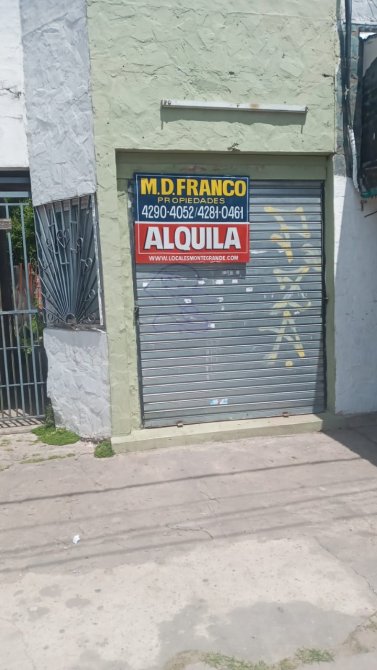 M.D.FRANCO
PROPIEDADES
4290-4052/4281-0461
ALQUILA
WWW.LOCALESMONTEGRANDE.COM